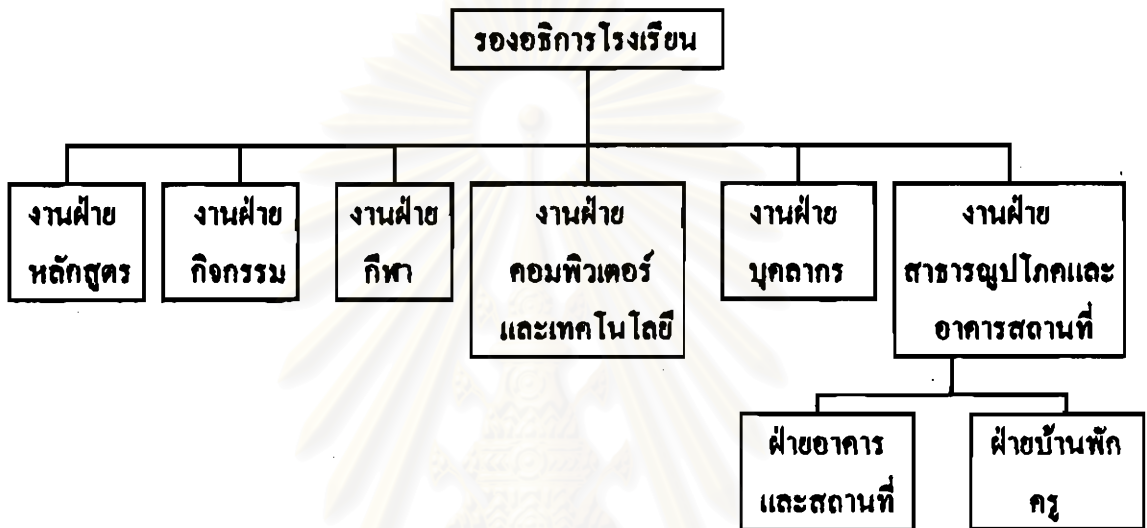 รองอธิการโรงเรียน
งานฝ่าย
หลักสูตร
งานฝ่าย
กิจกรรม
งานฝ่าย
กีฬา
งานฝ่าย
คอมพิวเตอร์
และเทคโนโลยี
งานฝ่าย
บุคลากร
งานฝ่าย
สาธารณูปโภคและ
อาคารสถานที่
ฝ่ายอาคาร
และสถานที่
ฝ่ายบ้านพัก
ครู